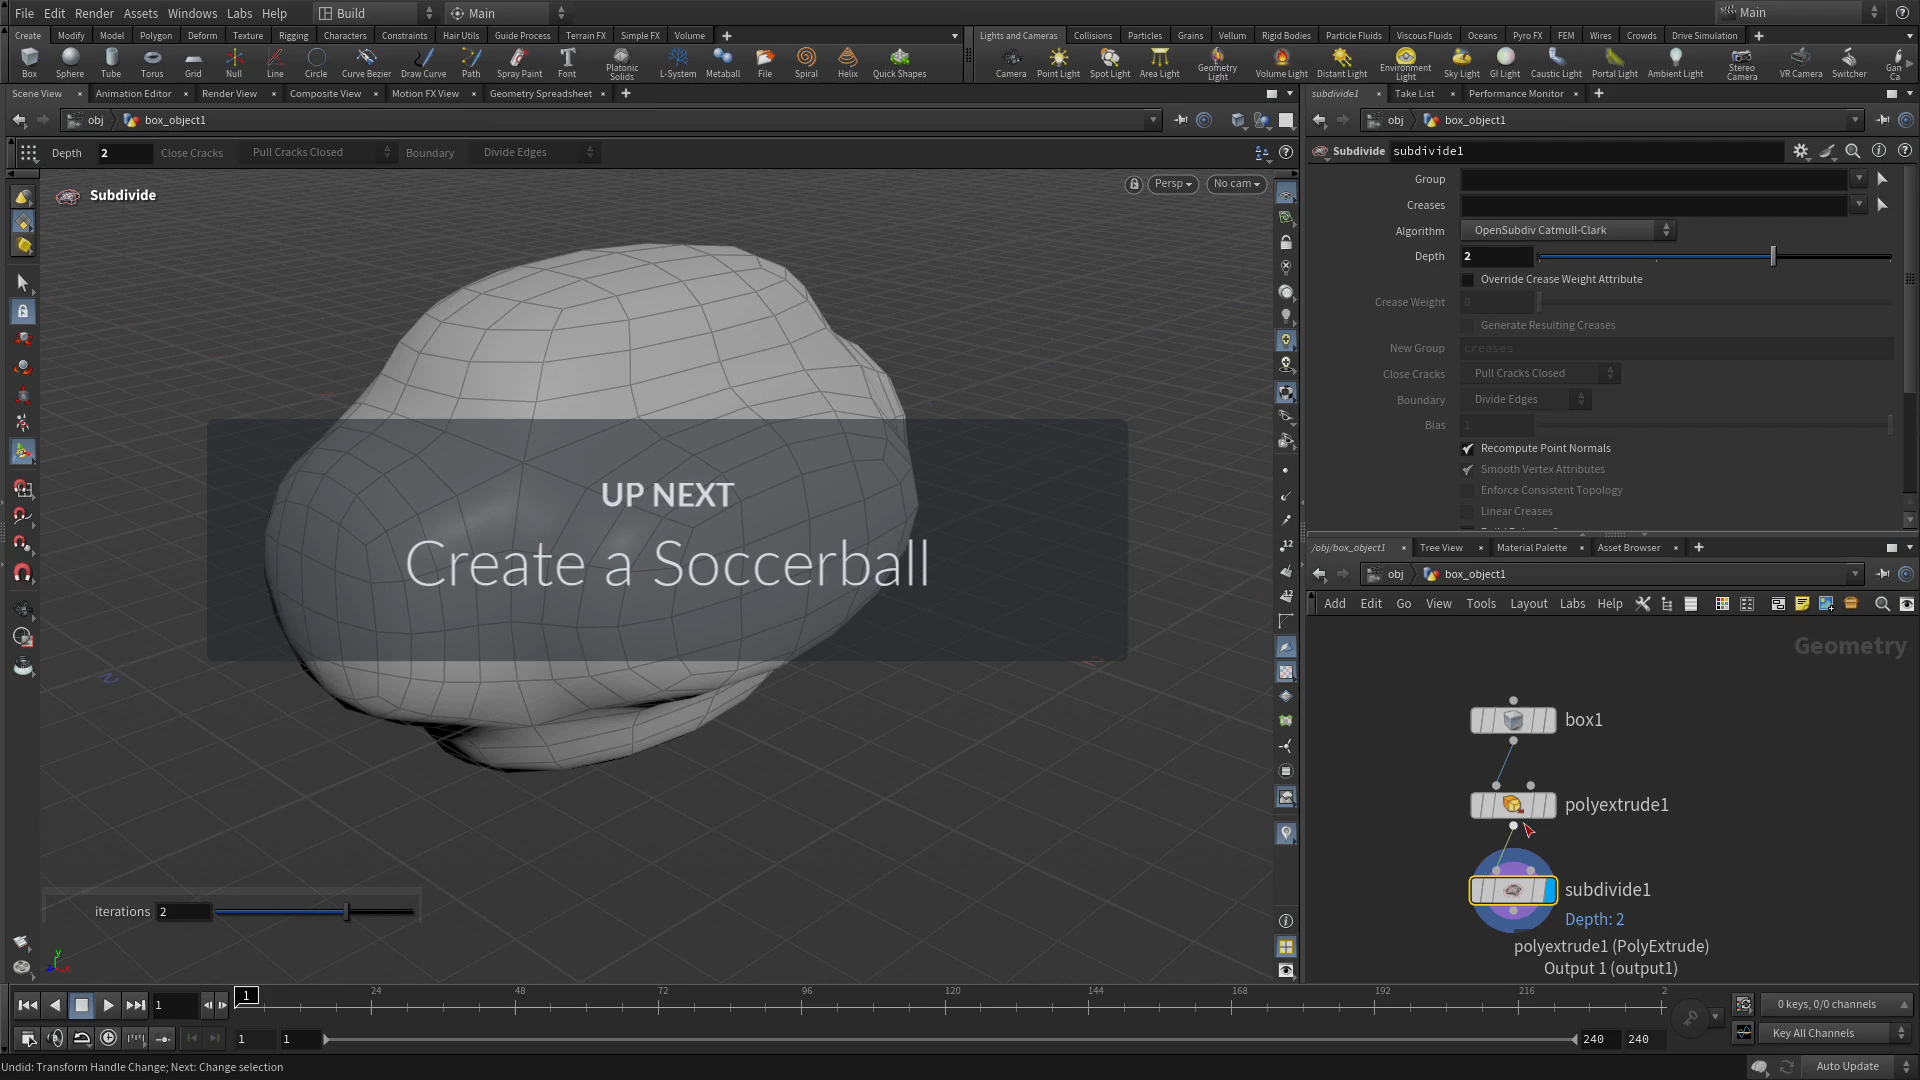 File Edit Render Assets Windows Labs Help Build Main Main
Create Modify Model Polygon Deform Texture Rigging Characters Constraints Hair Utils Guide Process Terrain FX Simple FX Volume
Lights and Cameras Collisions Particles Grains Vellum Rigid Bodies Particle Fluids Viscous Fluids Oceans Pyro FX FEM Wires Crowds Drive Simulation
Box Sphere Tube Torus Grid Null Line Circle Curve Bezier Draw Curve Path Spray Paint Font Platonic Solids L-System Metaball File Spiral Helix Quick Shapes
Camera Point Light Spot Light Area Light Geometry Light Volume Light Distant Light Environment Light Sky Light GI Light Caustic Light Portal Light Ambient Light Stereo Camera VR Camera Switcher Gan Ca
Scene View Animation Editor Render View Composite View Motion FX View Geometry Spreadsheet
subdivide1 Take List Performance Monitor
obj box_object1
obj box_object1
Depth 2 Close Cracks Pull Cracks Closed Boundary Divide Edges
Subdivide subdivide1
Subdivide
Persp No cam
Group
Creases
Algorithm OpenSubdiv Catmull-Clark
Depth 2
Override Crease Weight Attribute
Crease Weight 0
Generate Resulting Creases
New Group creases
Close Cracks Pull Cracks Closed
Boundary Divide Edges
Bias 1
Recompute Point Normals
Smooth Vertex Attributes
Enforce Consistent Topology
Linear Creases
UP NEXT
Create a Soccerball
/obj/box_object1 Tree View Material Palette Asset Browser
obj box_object1
Add Edit Go View Tools Layout Labs Help
Geometry
box1
polyextrude1
subdivide1
Depth: 2
polyextrude1 (PolyExtrude)
Output 1 (output1)
iterations 2
12
12
z
y
x
1 1 24 48 72 96 120 144 168 192 216 2
0 keys, 0/0 channels
1 1 240 240
Key All Channels
Undid: Transform Handle Change; Next: Change selection
Auto Update